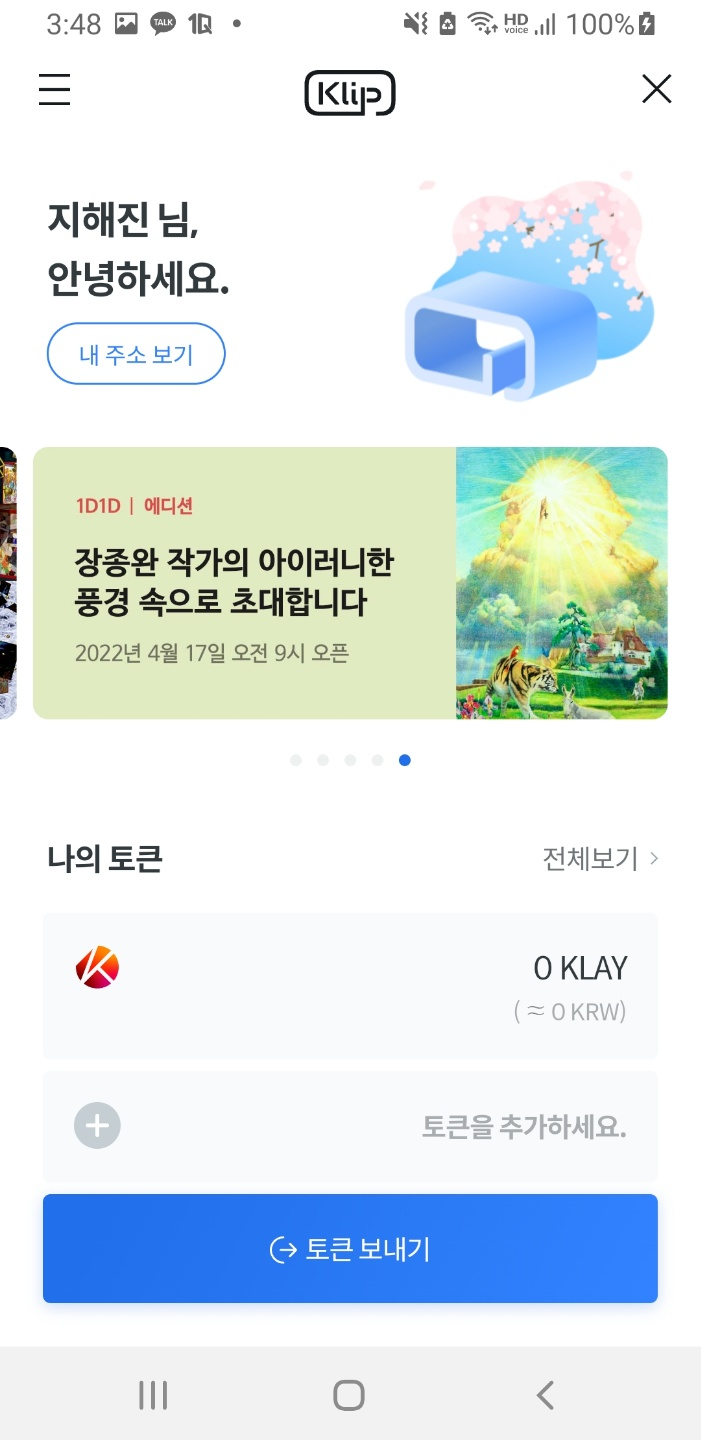 3:48 TALK 1Q HD voice 100%
Klip
지해진 님,
안녕하세요.
내 주소 보기
1D1D | 에디션
장종완 작가의 아이러니한
풍경 속으로 초대합니다
2022년 4월 17일 오전 9시 오픈
나의 토큰
전체보기 >
0 KLAY
( ≈ 0 KRW)
토큰을 추가하세요.
토큰 보내기